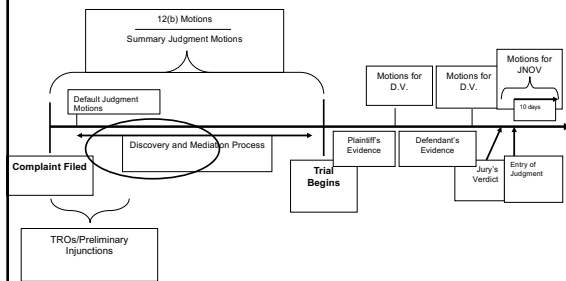 12(b) Motions
Summary Judgment Motions
Motions for
JNOV
Motions for
D.V.
Motions for
D.V.
10 days
Default Judgment
Motions
Discovery and Mediation Process
Plaintiff's
Evidence
Defendant's
Evidence
Complaint Filed
Trial
Begins
Jury's
Verdict
Entry of
Judgment
TROs/Preliminary
Injunctions